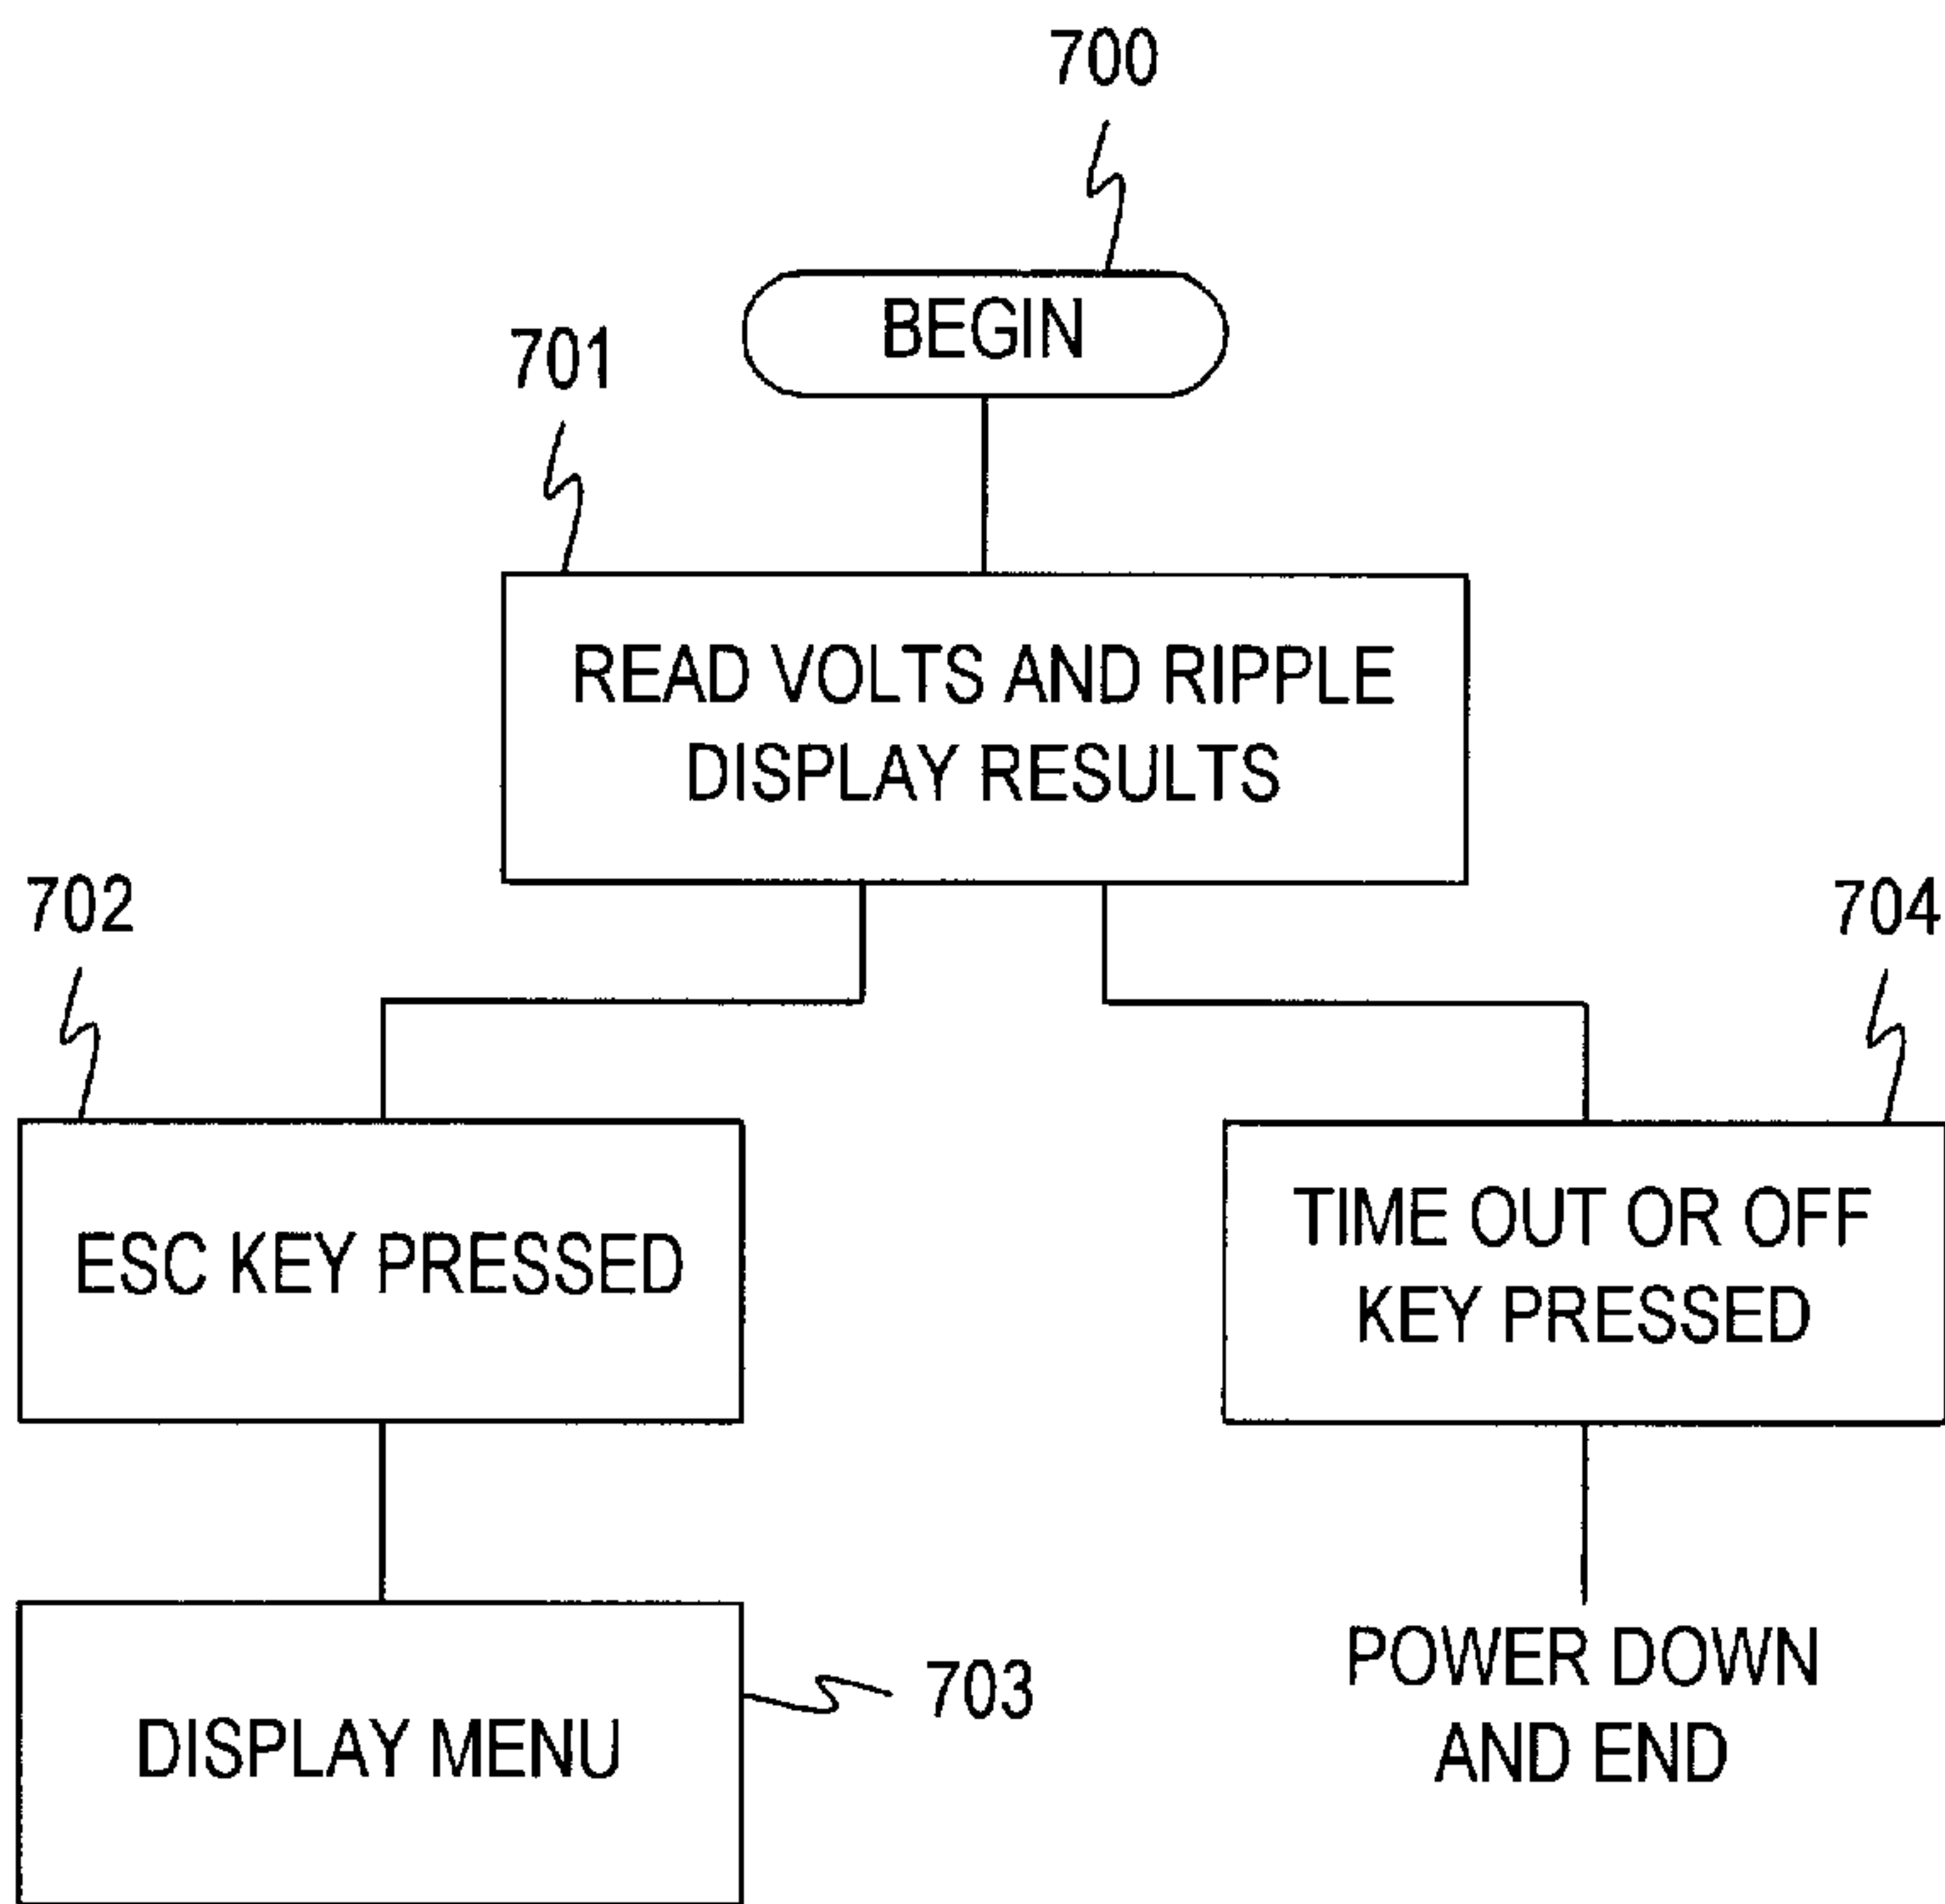 700
BEGIN
701
READ VOLTS AND RIPPLE
DISPLAY RESULTS
702
704
ESC KEY PRESSED
TIME OUT OR OFF
KEY PRESSED
703
DISPLAY MENU
POWER DOWN
AND END